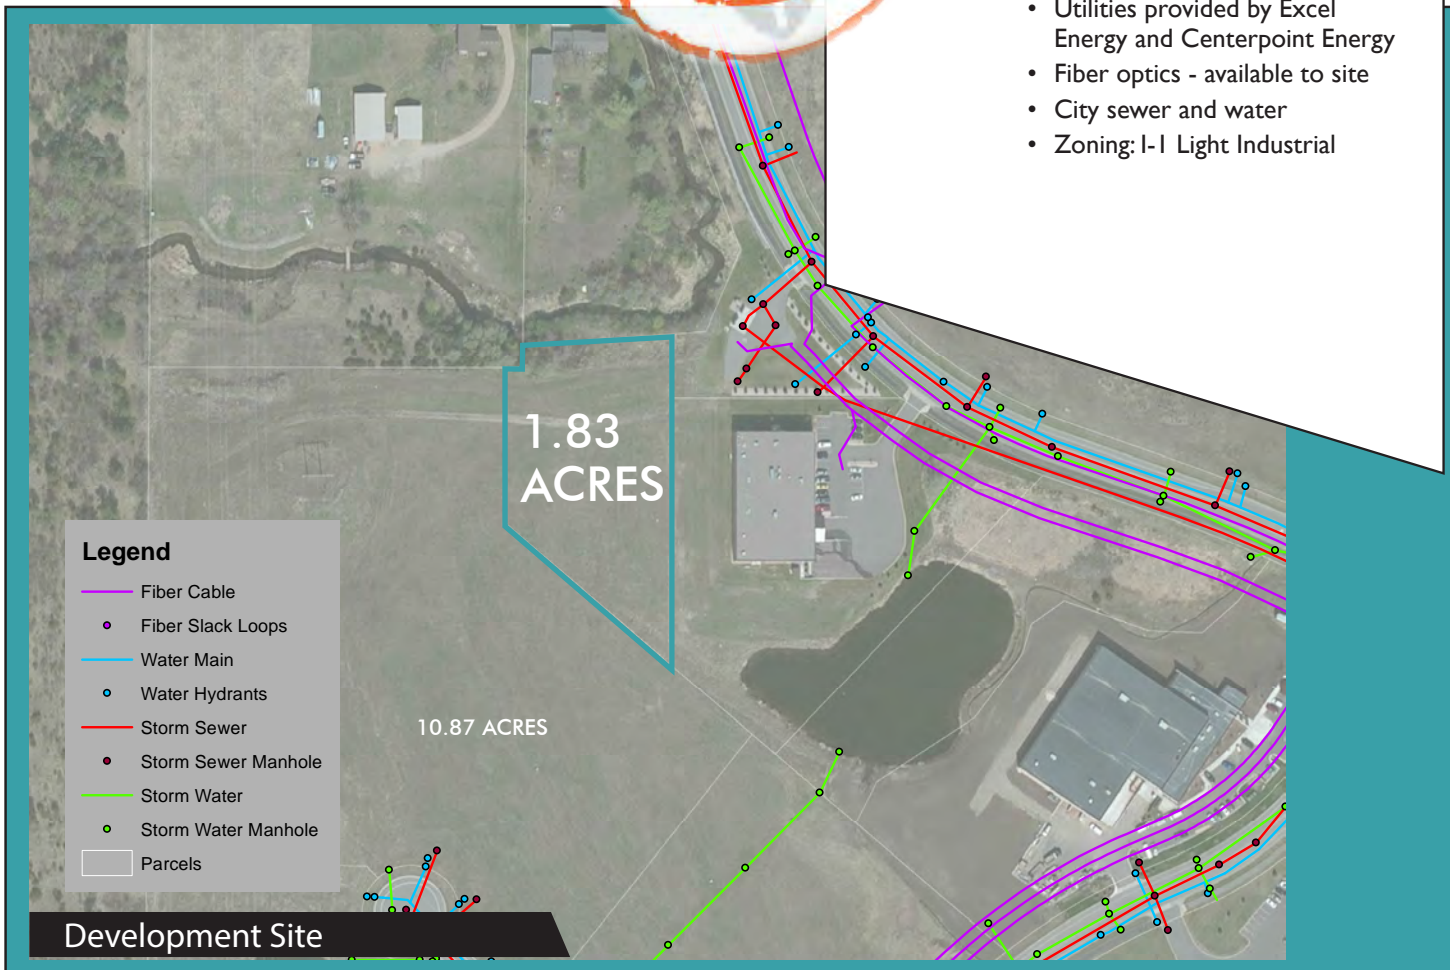 • Utilities provided by Excel
Energy and Centerpoint Energy
• Fiber optics - available to site
• City sewer and water
• Zoning: I-1 Light Industrial
1.83
ACRES
10.87 ACRES
Legend
Fiber Cable
Fiber Slack Loops
Water Main
Water Hydrants
Storm Sewer
Storm Sewer Manhole
Storm Water
Storm Water Manhole
Parcels
Development Site